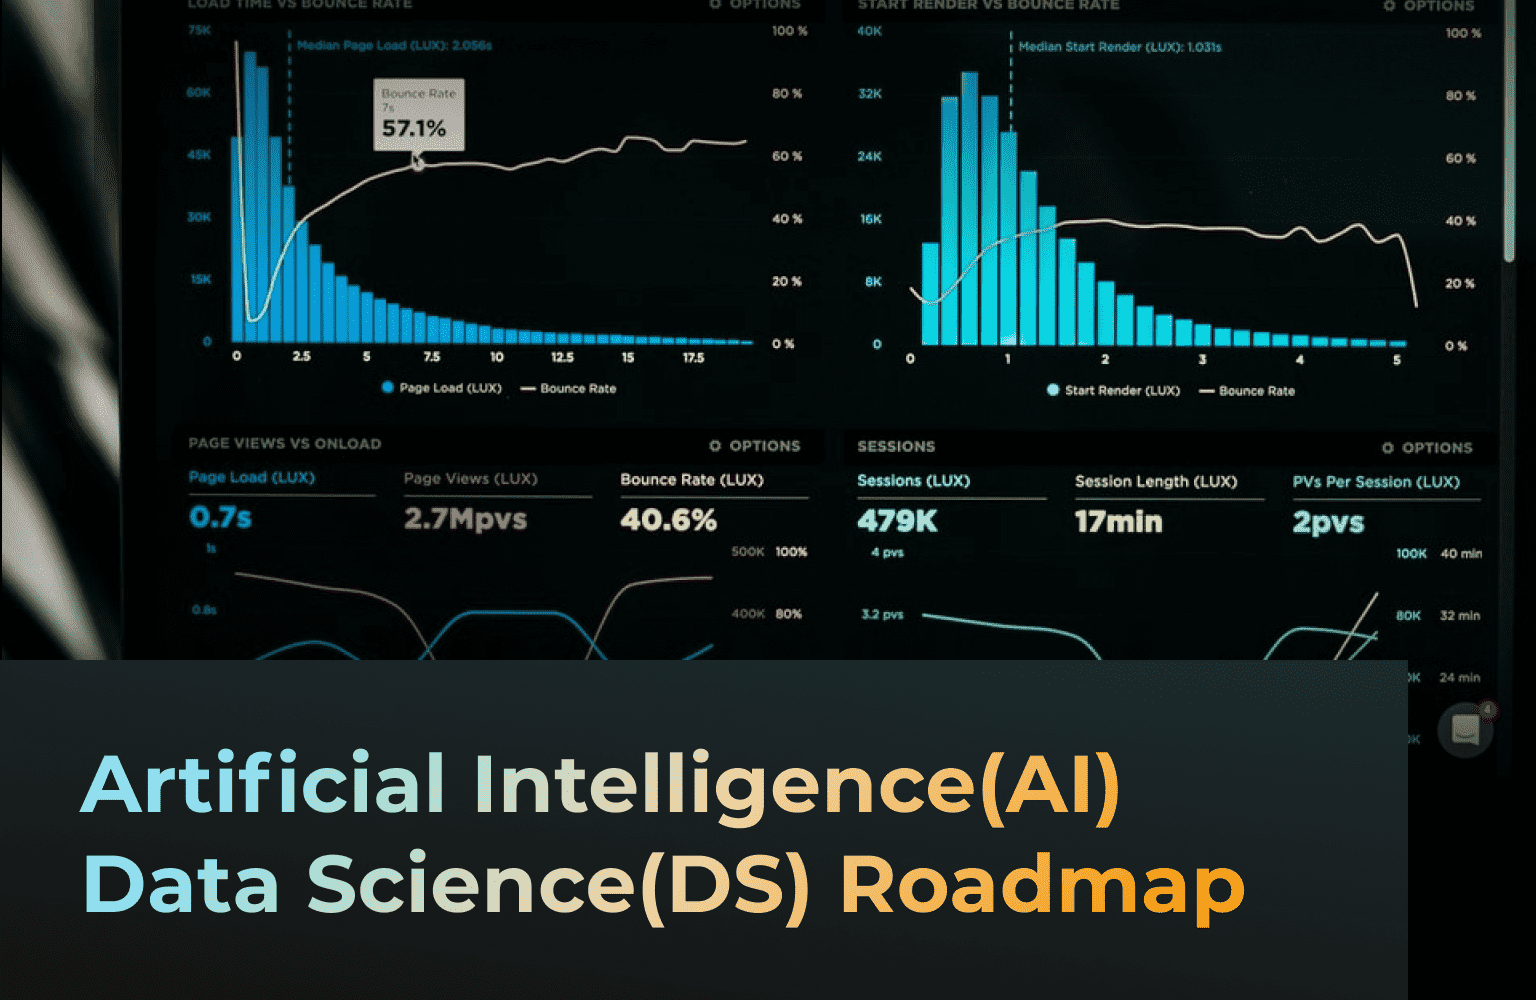 LOAD TIME VS BOUNCE RATE
OPTIONS
START RENDER VS BOUNCE RATE
OPTIONS
75K
60K
45K
30K
15K
0
Median Page Load (LUX): 2.056s
Bounce Rate
7s
57.1%
100 %
80 %
60 %
40 %
20 %
0 %
0 2.5 5 7.5 10 12.5 15 17.5
Page Load (LUX) Bounce Rate
40K
32K
24K
16K
8K
0
Median Start Render (LUX): 1.031s
100 %
80 %
60 %
40 %
20 %
0 %
0 1 2 3 4 5
Start Render (LUX) Bounce Rate
PAGE VIEWS VS ONLOAD
OPTIONS
Page Load (LUX)
0.7s
Page Views (LUX)
2.7Mpvs
Bounce Rate (LUX)
40.6%
1s
0.8s
500K 100%
400K 80%
SESSIONS
OPTIONS
Sessions (LUX)
479K
Session Length (LUX)
17min
PVs Per Session (LUX)
2pvs
4 pvs
3.2 pvs
100K 40 min
80K 32 min
0K 24 min
0K
4
Artificial Intelligence(AI)
Data Science(DS) Roadmap